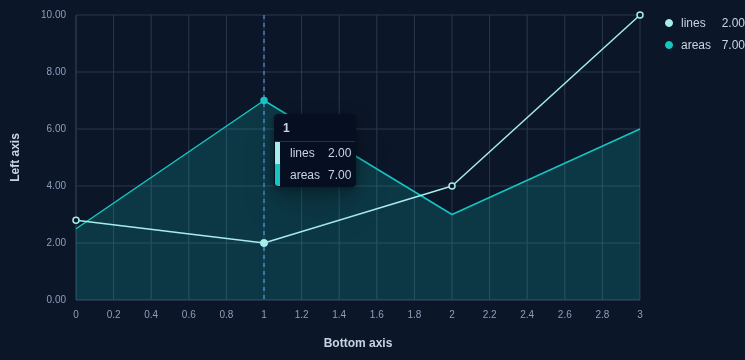 10.00
8.00
6.00
4.00
2.00
0.00
Left axis
0 0.2 0.4 0.6 0.8 1 1.2 1.4 1.6 1.8 2 2.2 2.4 2.6 2.8 3
Bottom axis
1
lines 2.00
areas 7.00
lines 2.00
areas 7.00